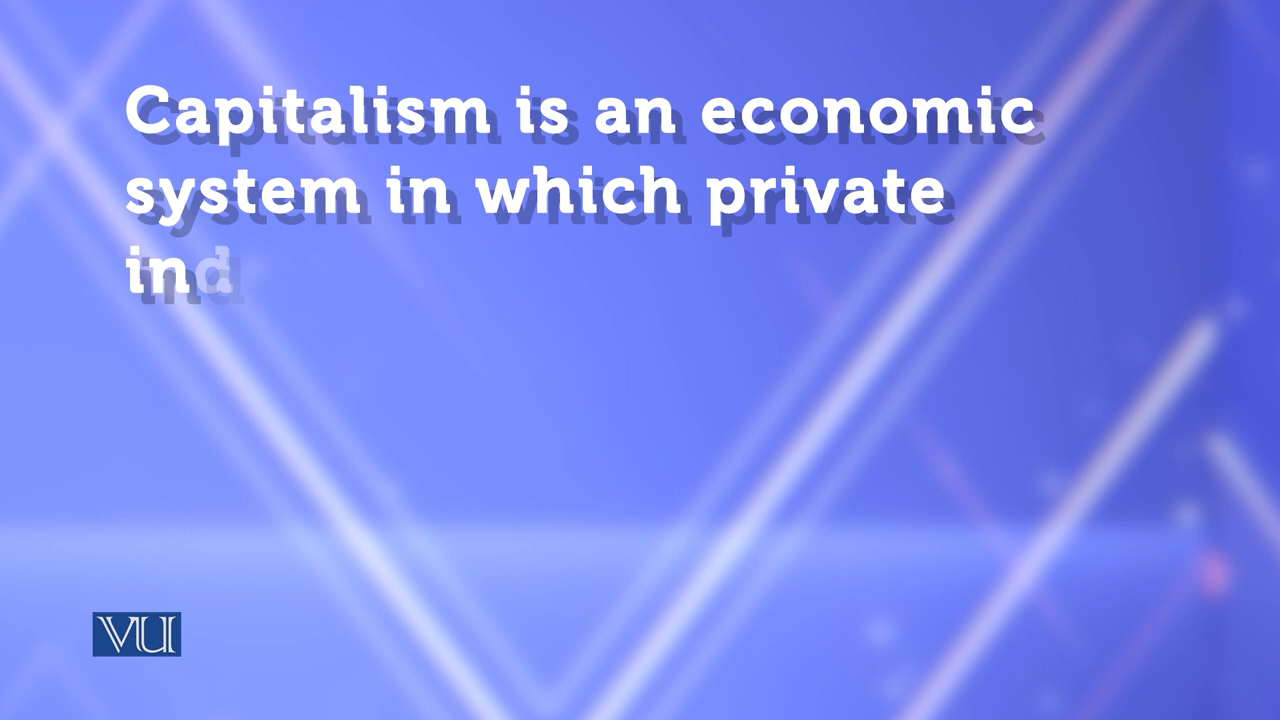 Capitalism is an economic
system in which private
ind
VU